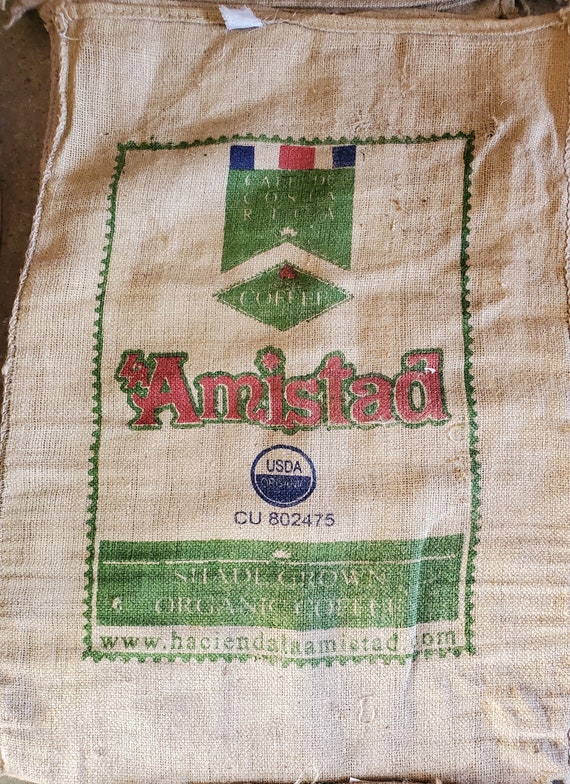 CAFE DE
COSTA
RICA
COFFEE
LA
Amistad
USDA
ORGANIC
CU 802475
SHADE GROWN
ORGANIC COFFEE
www.haciendalaamistad.com